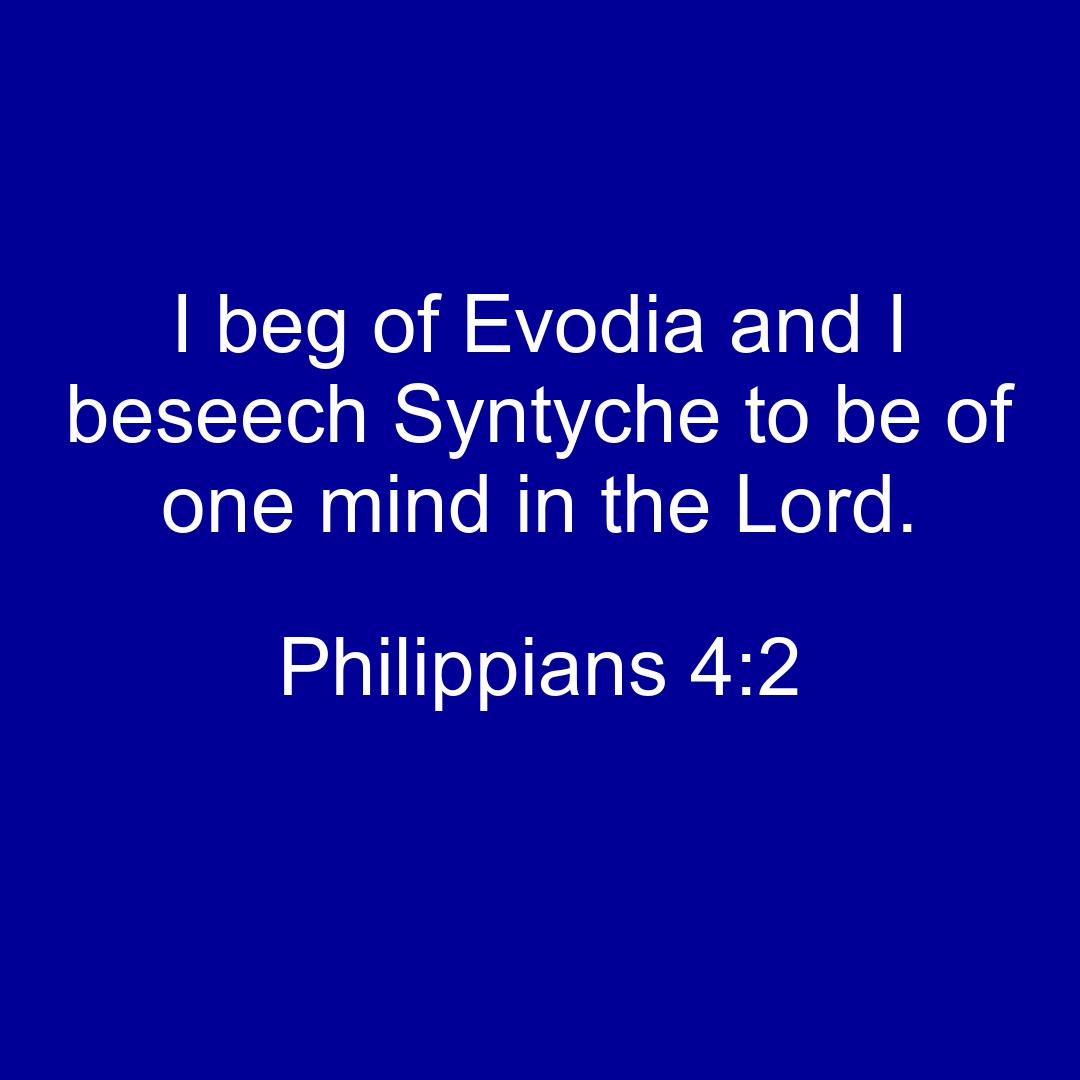 I beg of Evodia and I
beseech Syntyche to be of
one mind in the Lord.
Philippians 4:2